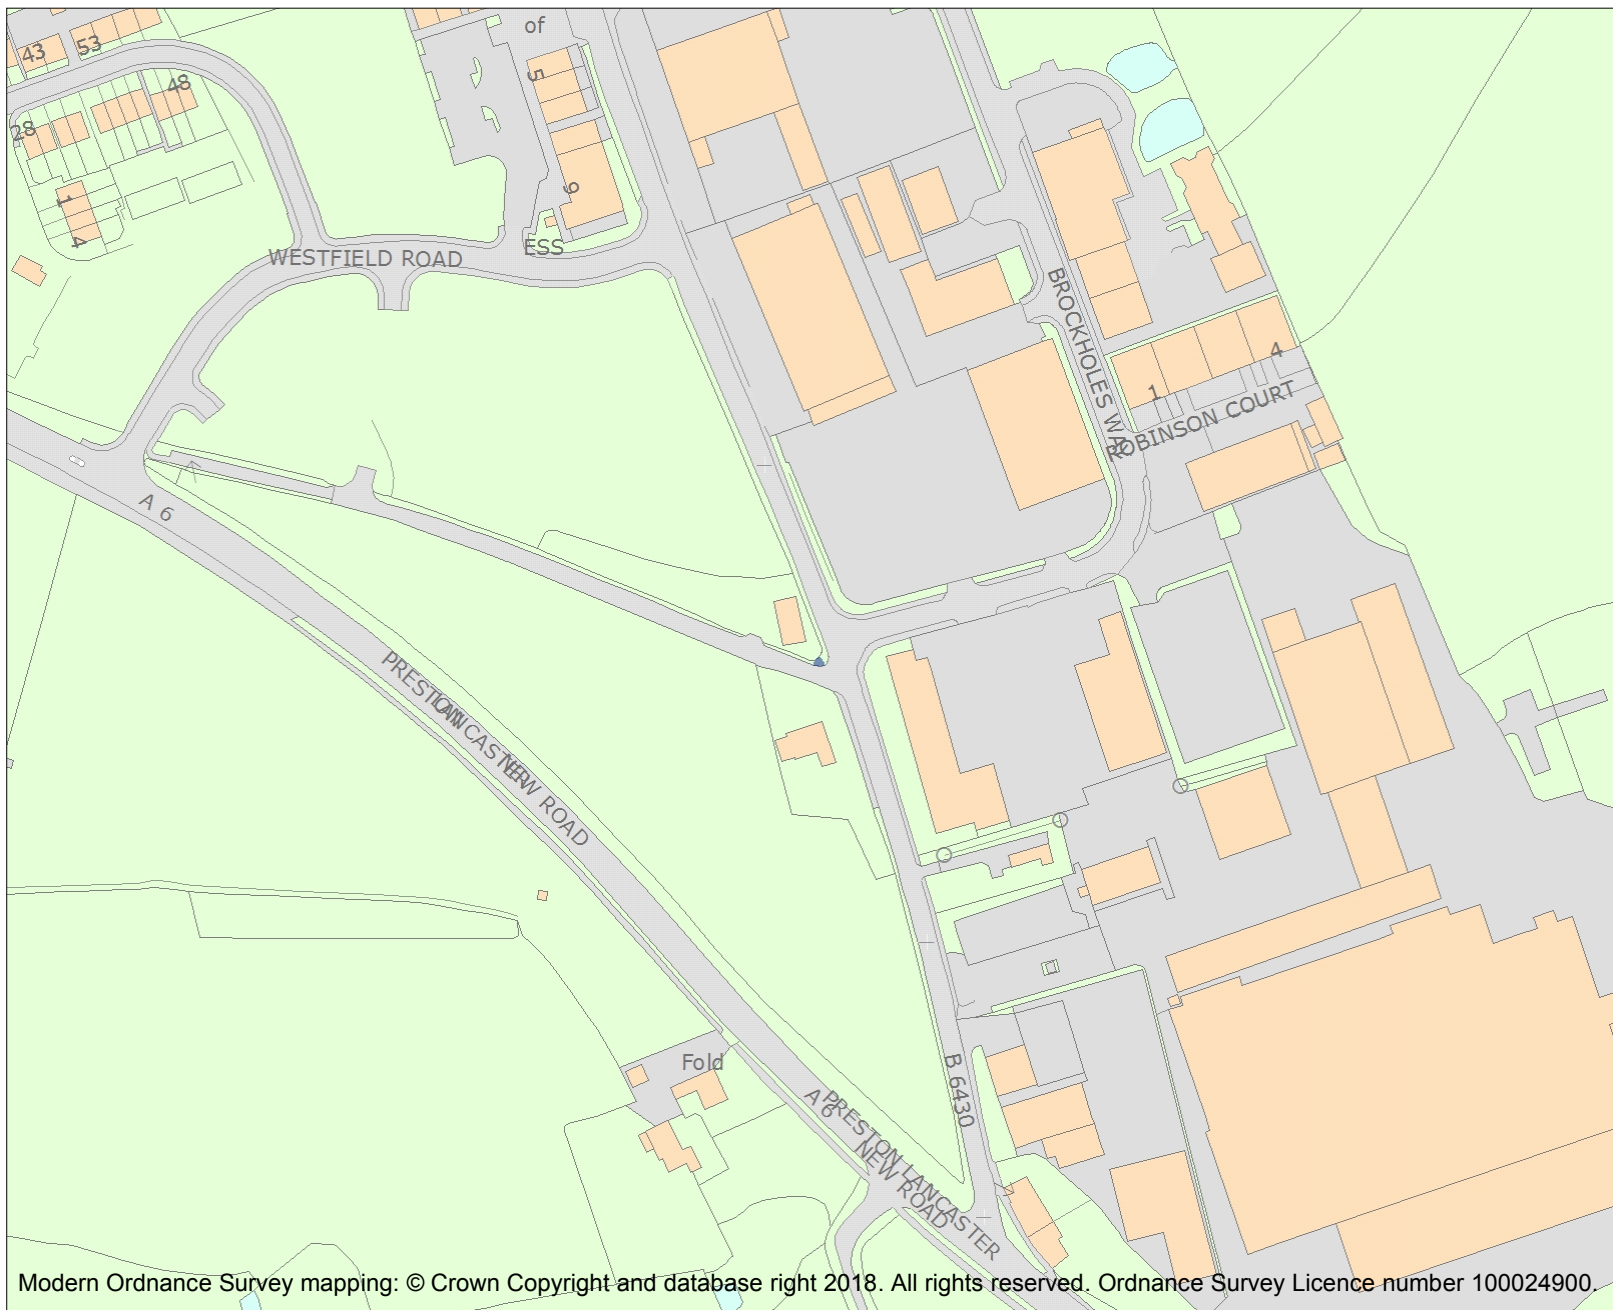 of
43
53
48
5
28
9
1
4
WESTFIELD ROAD
ESS
BROCKHOLES WAY
4
1
ROBINSON COURT
A 6
PRESTON LANCASTER NEW ROAD
Fold
B 6430
A 6
PRESTON LANCASTER
NEW ROAD
Modern Ordnance Survey mapping: © Crown Copyright and database right 2018. All rights reserved. Ordnance Survey Licence number 100024900.